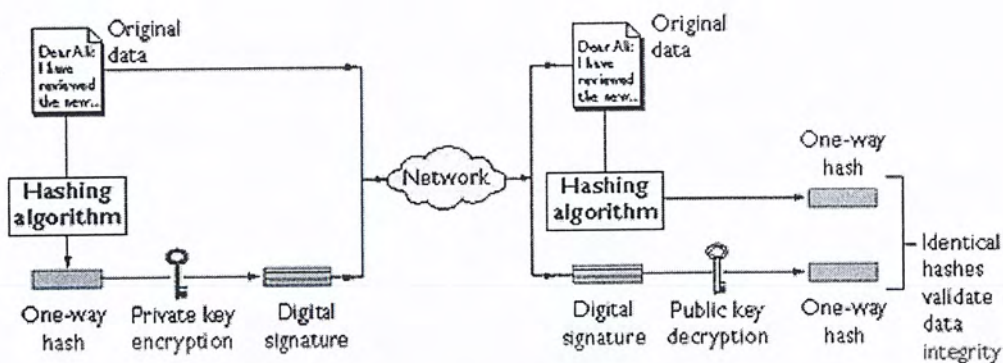 Original
data
Dear Ali:
I have
reviewed
the new...
Hashing
algorithm
One-way
hash
Private key
encryption
Digital
signature
Network
Original
data
Dear Ali:
I have
reviewed
the new...
Hashing
algorithm
One-way
hash
Digital
signature
Public key
decryption
One-way
hash
Identical
hashes
validate
data
integrity